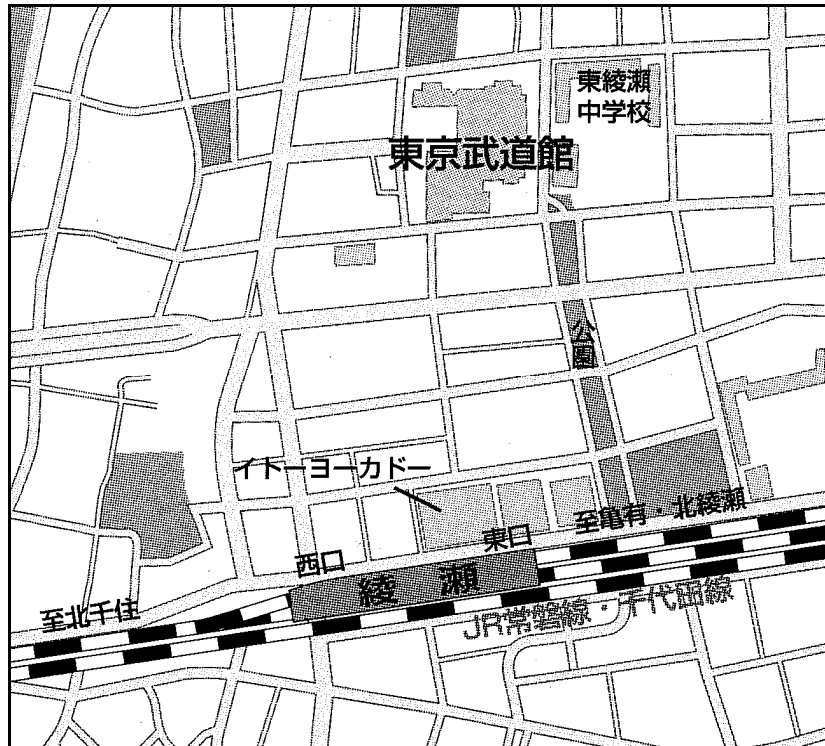 東綾瀬
中学校
東京武道館
公園
イトーヨーカドー
至亀有・北綾瀬
東口
西口
綾 瀬
至北千住
JR常磐線・千代田線